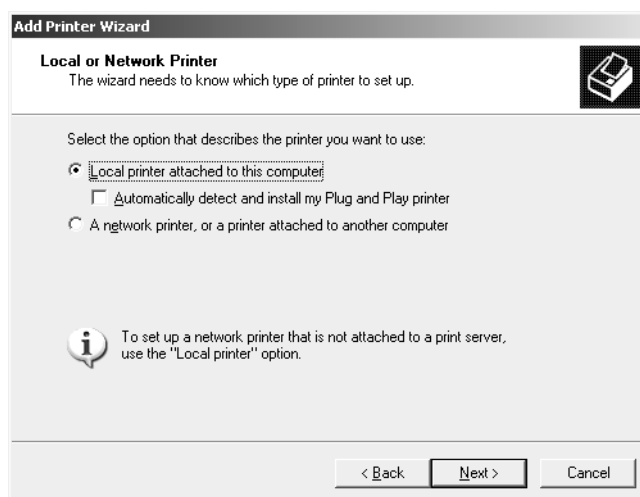 Add Printer Wizard
Local or Network Printer
The wizard needs to know which type of printer to set up.
Select the option that describes the printer you want to use:
Local printer attached to this computer
Automatically detect and install my Plug and Play printer
A network printer, or a printer attached to another computer
To set up a network printer that is not attached to a print server,
use the "Local printer" option.
< Back
Next >
Cancel